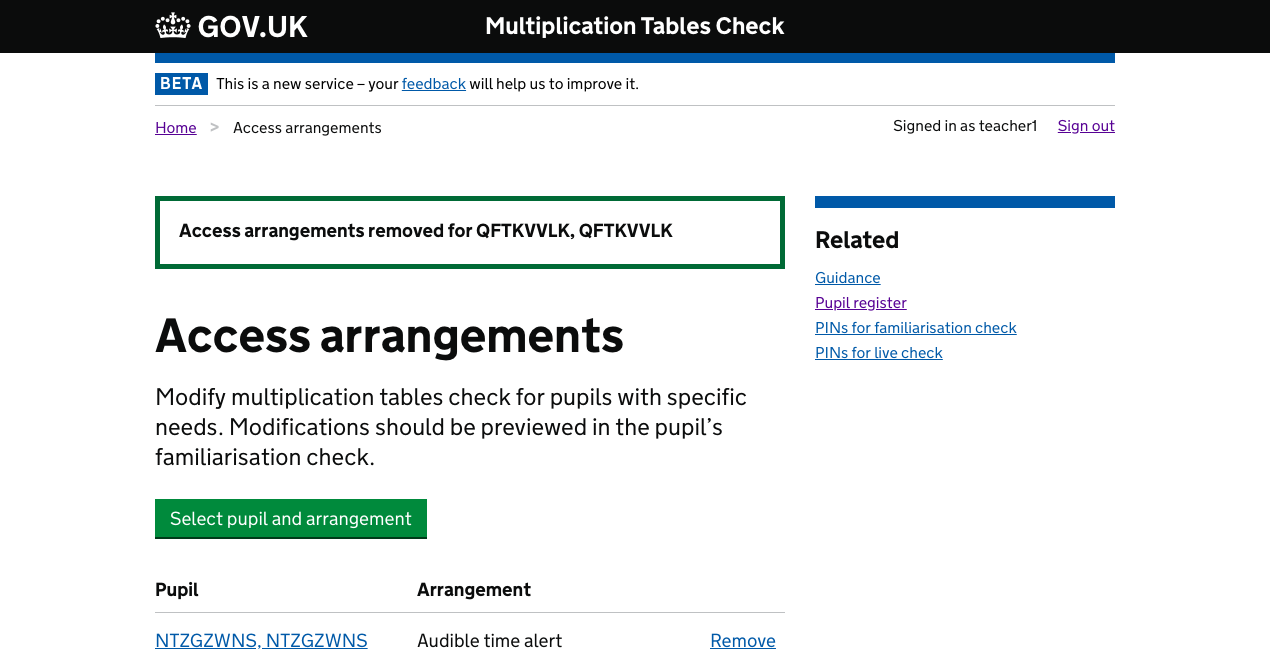 GOV.UK Multiplication Tables Check
BETA This is a new service – your feedback will help us to improve it.
Home > Access arrangements Signed in as teacher1 Sign out
Access arrangements removed for QFTKVVLK, QFTKVVLK
Access arrangements
Modify multiplication tables check for pupils with specific
needs. Modifications should be previewed in the pupil’s
familiarisation check.
Select pupil and arrangement
Pupil Arrangement
NTZGZWNS, NTZGZWNS Audible time alert Remove
Related
Guidance
Pupil register
PINs for familiarisation check
PINs for live check